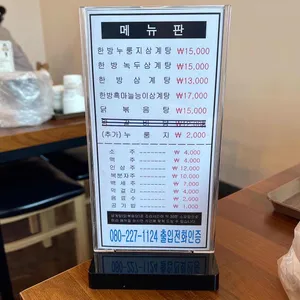 메 뉴 판
한방누룽지삼계탕 ₩15,000
한방녹두삼계탕 ₩15,000
한 방 삼 계 탕 ₩13,000
한방흑마늘능이삼계탕 ₩17,000
닭 볶 음 탕 ₩15,000
(추가) 누 룽 지 ₩ 2,000
소 주 ₩ 4,000
맥 주 ₩ 4,000
인 삼 주 ₩ 12,000
복분자주 ₩ 10,000
백 세 주 ₩ 7,000
막 걸 리 ₩ 4,000
음 료 수 ₩ 2,000
공 기 밥 ₩ 1,000
080-227-1124 출입전화인증